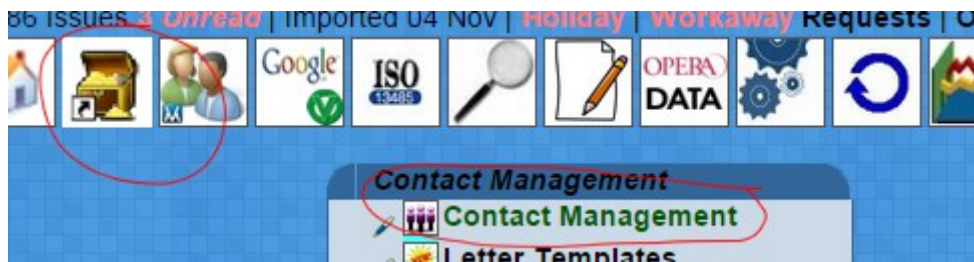 86 Issues 3 Unread | Imported 04 Nov | Holiday | Workaway Requests |
Google
ISO
13485
OPERA
DATA
Contact Management
Contact Management
Letter Templates